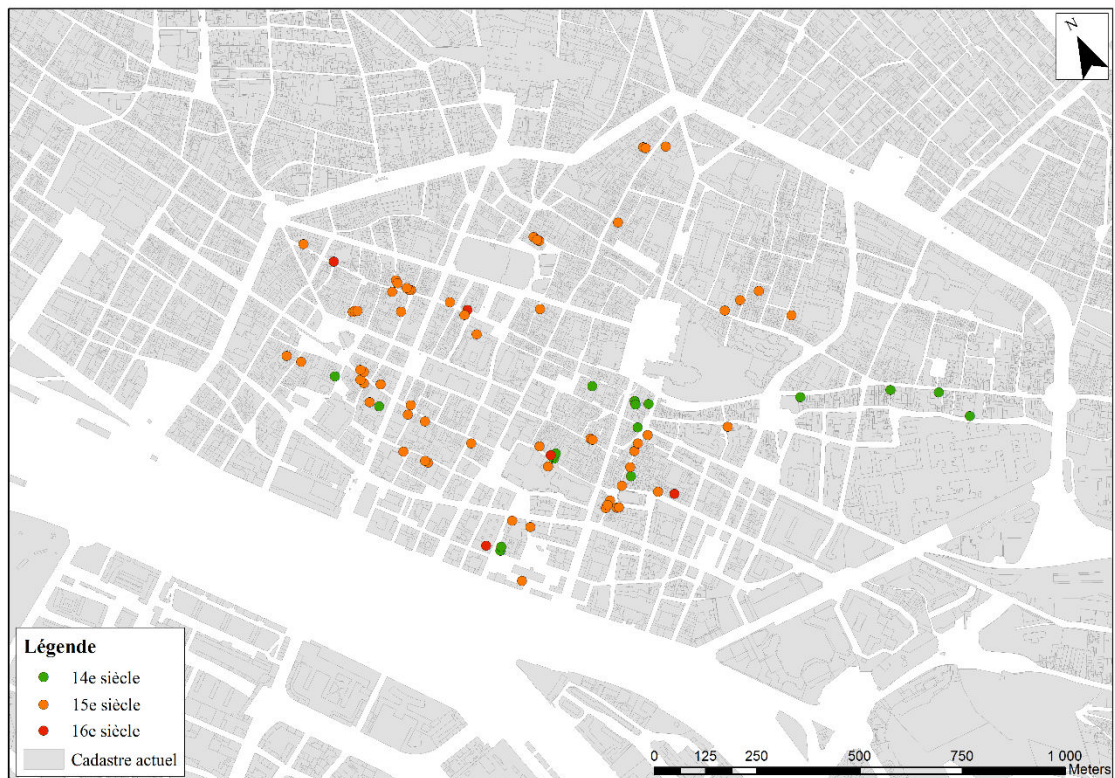 N
Légende
14e siècle
15e siècle
16e siècle
Cadastre actuel
0 125 250 500 750 1 000
Meters